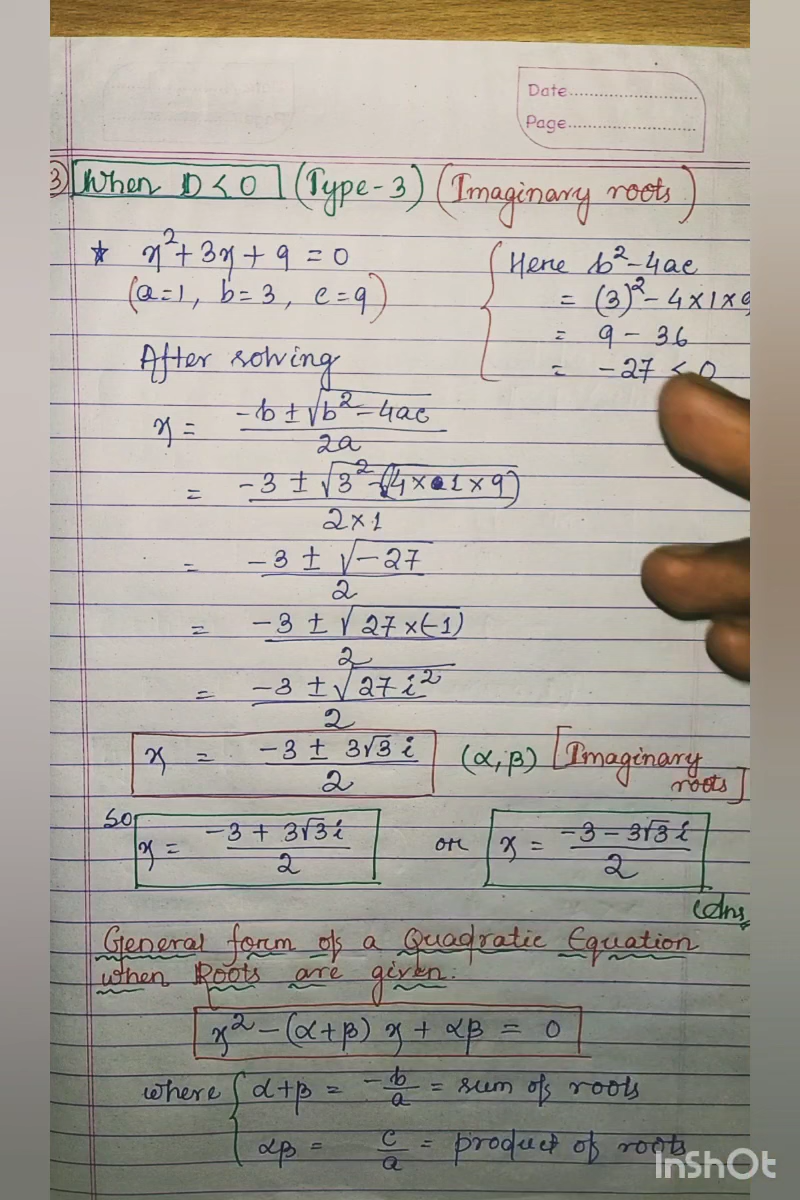 Date..............................
Page..............................
3) When D < 0 (Type-3) (Imaginary roots)
* x² + 3x + 9 = 0
(a=1, b=3, c=9)
Here b²-4ac
= (3)² - 4×1×9
= 9 - 36
= -27 < 0
After solving
x = (-b ± √(b² - 4ac))/2a
= (-3 ± √(3² - (4×1×9)))/(2×1)
= (-3 ± √(-27))/2
= (-3 ± √(27×(-1)))/2
= (-3 ± √(27i²))/2
x = (-3 ± 3√3 i)/2 (α, β) [Imaginary roots]
So x = (-3 + 3√3 i)/2 or x = (-3 - 3√3 i)/2
(Ans
General form of a Quadratic Equation
when Roots are given:
x² - (α+β) x + αβ = 0
where { α+β = -b/a = sum of roots
αβ = c/a = product of roots
InShOt